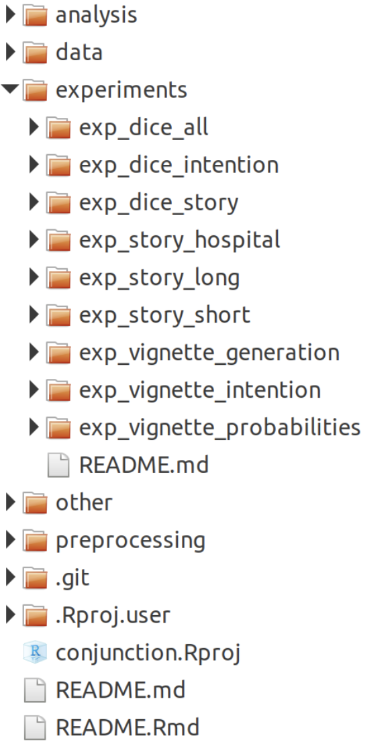 analysis
data
experiments
exp_dice_all
exp_dice_intention
exp_dice_story
exp_story_hospital
exp_story_long
exp_story_short
exp_vignette_generation
exp_vignette_intention
exp_vignette_probabilities
README.md
other
preprocessing
.git
.Rproj.user
R conjunction.Rproj
README.md
README.Rmd